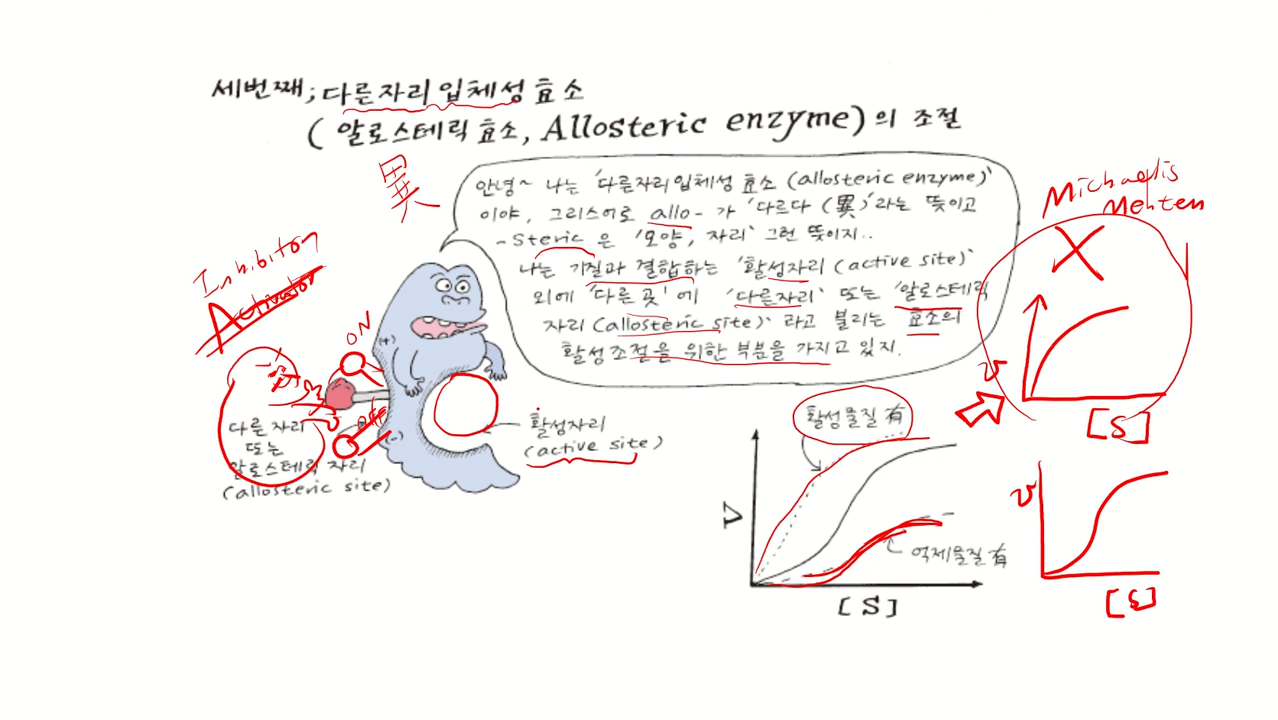 세번째; 다른자리 입체성 효소
( 알로스테릭 효소, Allosteric enzyme)의 조절
異
안녕~ 나는 '다른자리입체성 효소 (allosteric enzyme)'
이야, 그리스어로 allo- 가 '다르다 (異)'라는 뜻이고
-steric 은 '모양, 자리' 그런 뜻이지..
나는 기질과 결합하는 '활성자리 (active site)'
외에 '다른 곳'에 '다른자리' 또는 '알로스테릭
자리(allosteric site)' 라고 불리는 효소의
활성조절을 위한 부분을 가지고 있지.
Michaelis
Menten
X
v
[S]
Inhibitory
Activator
ON
(+)
(-)
다른자리
또는
알로스테릭 자리
(allosteric site)
활성자리
(active site)
활성물질 有
V
억제물질 有
[S]
v
[S]